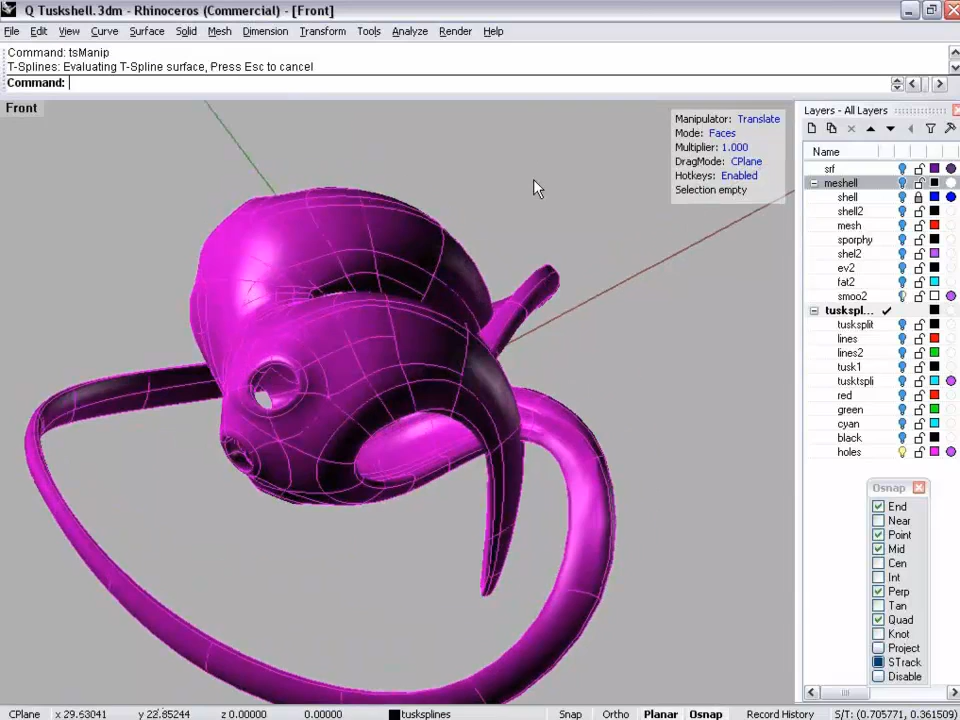 Q Tuskshell.3dm - Rhinoceros (Commercial) - [Front]
File Edit View Curve Surface Solid Mesh Dimension Transform Tools Analyze Render Help
Command: tsManip
T-Splines: Evaluating T-Spline surface, Press Esc to cancel
Command:
Front
Manipulator: Translate
Mode: Faces
Multiplier: 1.000
DragMode: CPlane
Hotkeys: Enabled
Selection empty
Layers - All Layers
Name
srf
meshell
shell
shell2
mesh
sporphy
shel2
ev2
fat2
smoo2
tuskspl...
tusksplit
lines
lines2
tusk1
tusktspli
red
green
cyan
black
holes
Osnap
End
Near
Point
Mid
Cen
Int
Perp
Tan
Quad
Knot
Project
STrack
Disable
CPlane x 29.63041 y 22.85244 z 0.00000 0.00000 tusksplines Snap Ortho Planar Osnap Record History S/T: (0.705771, 0.361509)